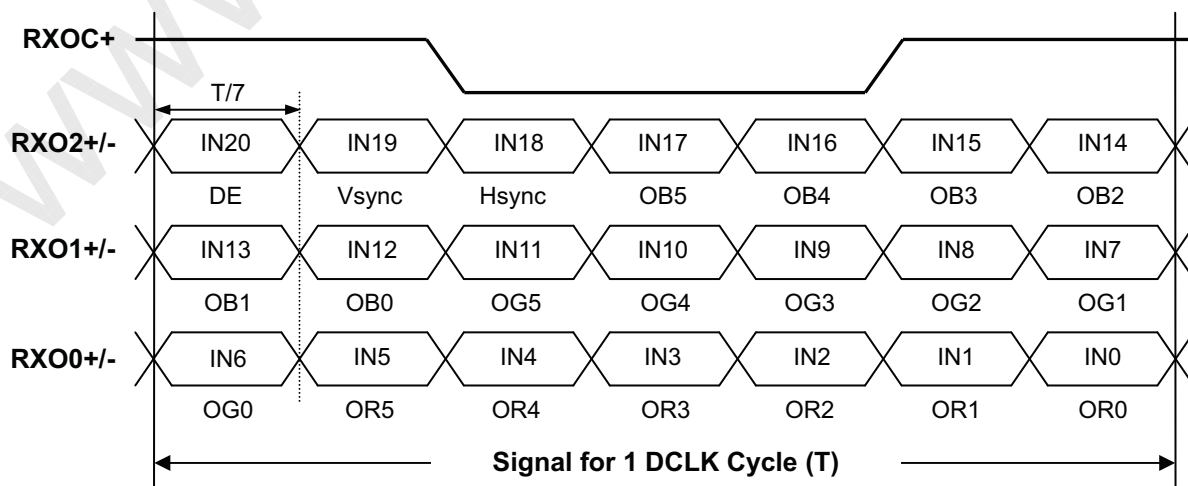 RXOC+
T/7
RXO2+/- IN20 IN19 IN18 IN17 IN16 IN15 IN14
DE Vsync Hsync OB5 OB4 OB3 OB2
RXO1+/- IN13 IN12 IN11 IN10 IN9 IN8 IN7
OB1 OB0 OG5 OG4 OG3 OG2 OG1
RXO0+/- IN6 IN5 IN4 IN3 IN2 IN1 IN0
OG0 OR5 OR4 OR3 OR2 OR1 OR0
Signal for 1 DCLK Cycle (T)